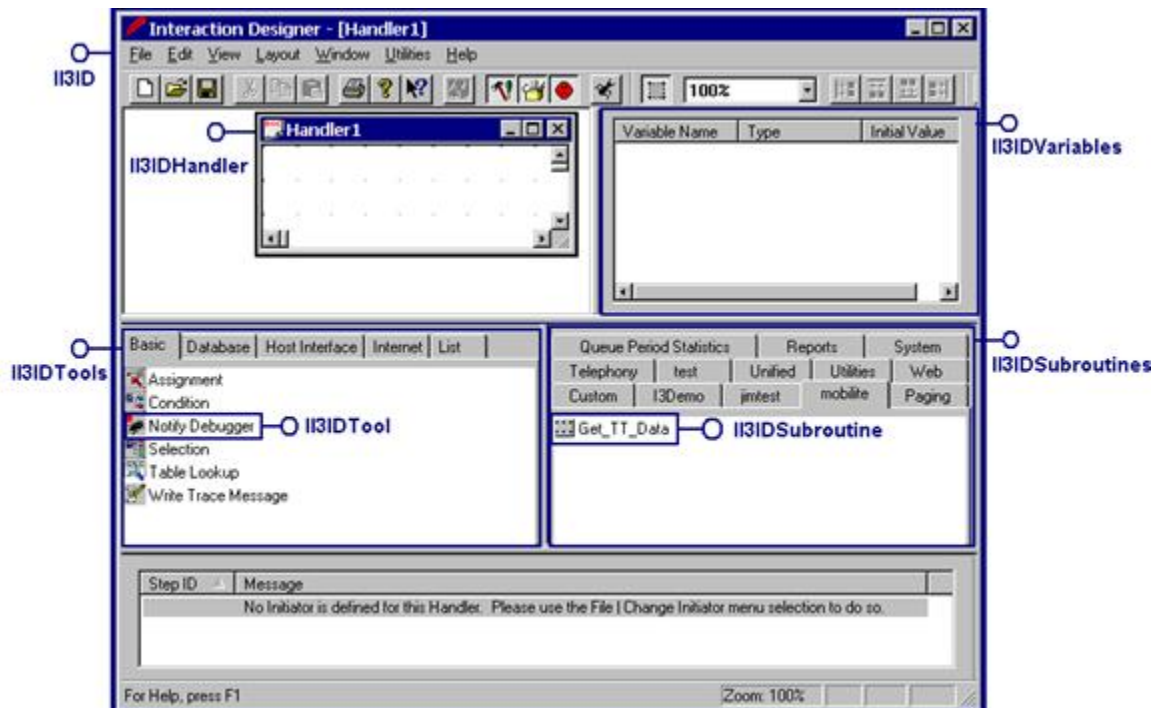 Interaction Designer - [Handler1]
File Edit View Layout Window Utilities Help
II3ID
100%
Handler1
II3IDHandler
Variable Name Type Initial Value
II3IDVariables
Basic Database Host Interface Internet List
II3IDTools
Assignment
Condition
Notify Debugger
II3IDTool
Selection
Table Lookup
Write Trace Message
Queue Period Statistics Reports System
II3IDSubroutines
Telephony test Unified Utilities Web
Custom I3Demo jimtest mobilite Paging
Get_TT_Data
II3IDSubroutine
Step ID Message
No Initiator is defined for this Handler. Please use the File | Change Initiator menu selection to do so.
For Help, press F1
Zoom: 100%